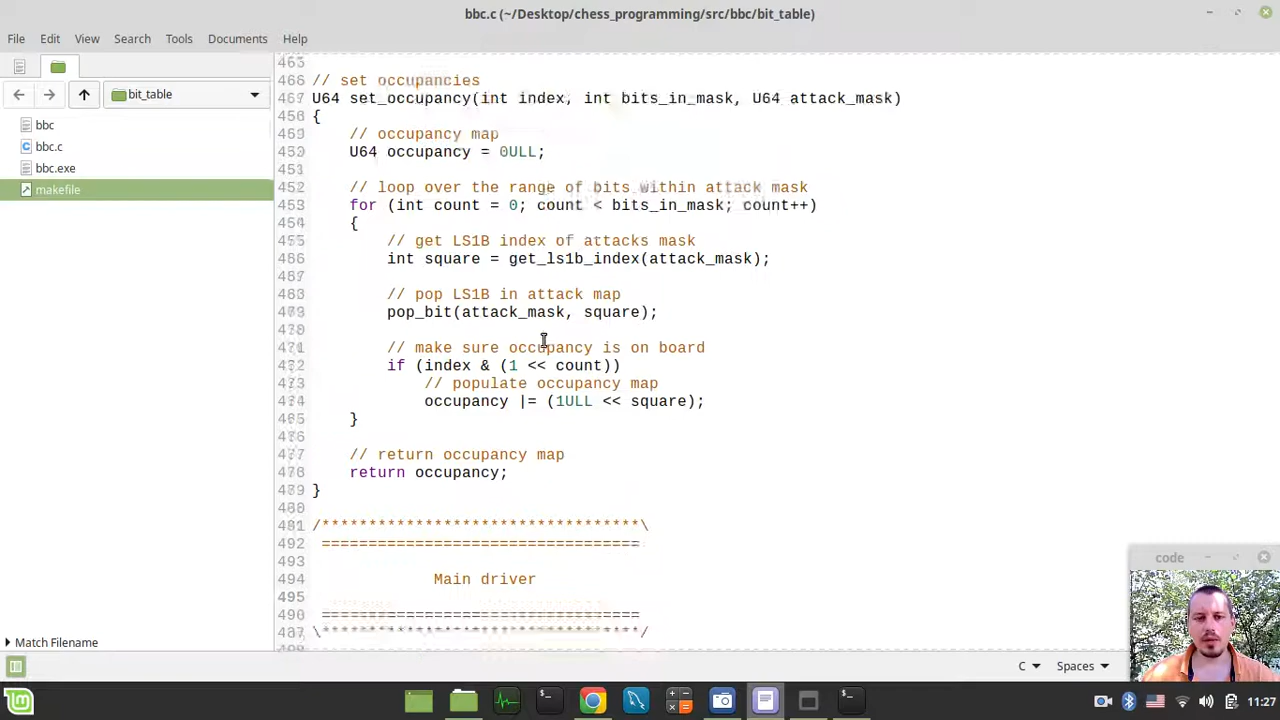 bbc.c (~/Desktop/chess_programming/src/bbc/bit_table)
File Edit View Search Tools Documents Help
bit_table
bbc
bbc.c
bbc.exe
makefile
Match Filename
// set occupancies
U64 set_occupancy(int index, int bits_in_mask, U64 attack_mask)
{
// occupancy map
U64 occupancy = 0ULL;
// loop over the range of bits within attack mask
for (int count = 0; count < bits_in_mask; count++)
{
// get LS1B index of attacks mask
int square = get_ls1b_index(attack_mask);
// pop LS1B in attack map
pop_bit(attack_mask, square);
// make sure occupancy is on board
if (index & (1 << count))
// populate occupancy map
occupancy |= (1ULL << square);
}
// return occupancy map
return occupancy;
}
/**********************************\
==================================
Main driver
==================================
\**********************************/
code
C Spaces
11:27